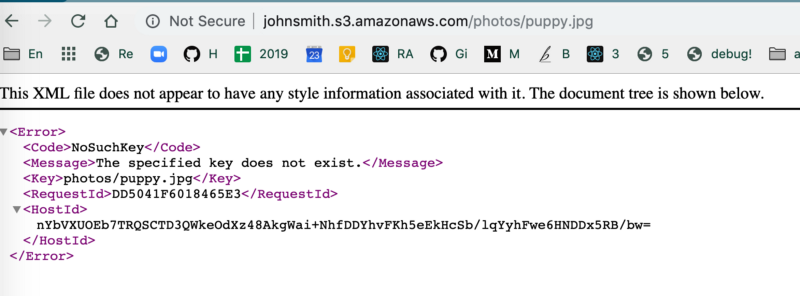 Not Secure | johnsmith.s3.amazonaws.com/photos/puppy.jpg
En Re H 2019 23 RA Gi M M B 3 5 debug! a
This XML file does not appear to have any style information associated with it. The document tree is shown below.
<Error>
<Code>NoSuchKey</Code>
<Message>The specified key does not exist.</Message>
<Key>photos/puppy.jpg</Key>
<RequestId>DD5041F6018465E3</RequestId>
<HostId>
nYbVXUOEb7TRQSCTD3QWkeOdXz48AkgWai+NhfDDYhvFKh5eEkHcSb/lqYyhFwe6HNDDx5RB/bw=
</HostId>
</Error>